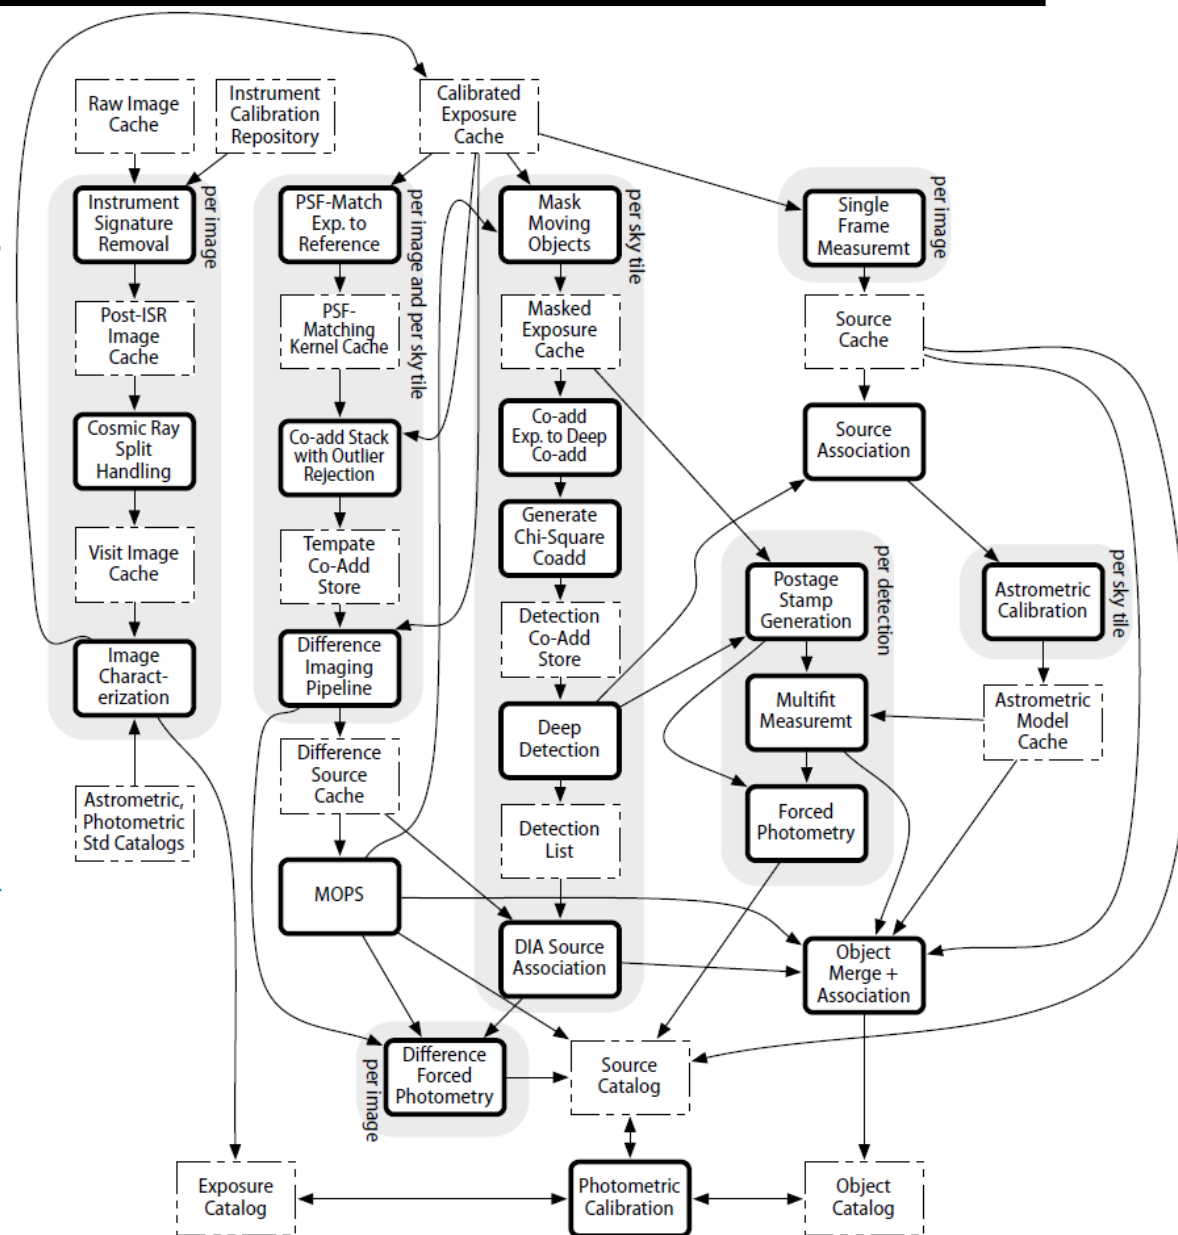 Raw Image
Cache
Instrument
Calibration
Repository
Calibrated
Exposure
Cache
Instrument
Signature
Removal
per image
PSF-Match
Exp. to
Reference
per image and per sky tile
Mask
Moving
Objects
per sky tile
Single
Frame
Measuremt
per image
Post-ISR
Image
Cache
PSF-
Matching
Kernel Cache
Masked
Exposure
Cache
Source
Cache
Cosmic Ray
Split
Handling
Co-add Stack
with Outlier
Rejection
Co-add
Exp. to Deep
Co-add
Source
Association
Generate
Chi-Square
Coadd
Visit Image
Cache
Tempate
Co-Add
Store
Postage
Stamp
Generation
per detection
Astrometric
Calibration
per sky tile
Detection
Co-Add
Store
Image
Charact-
erization
Difference
Imaging
Pipeline
Deep
Detection
Multifit
Measuremt
Astrometric
Model
Cache
Difference
Source
Cache
Astrometric,
Photometric
Std Catalogs
Detection
List
Forced
Photometry
MOPS
DIA Source
Association
Object
Merge +
Association
Difference
Forced
Photometry
per image
Source
Catalog
Exposure
Catalog
Photometric
Calibration
Object
Catalog